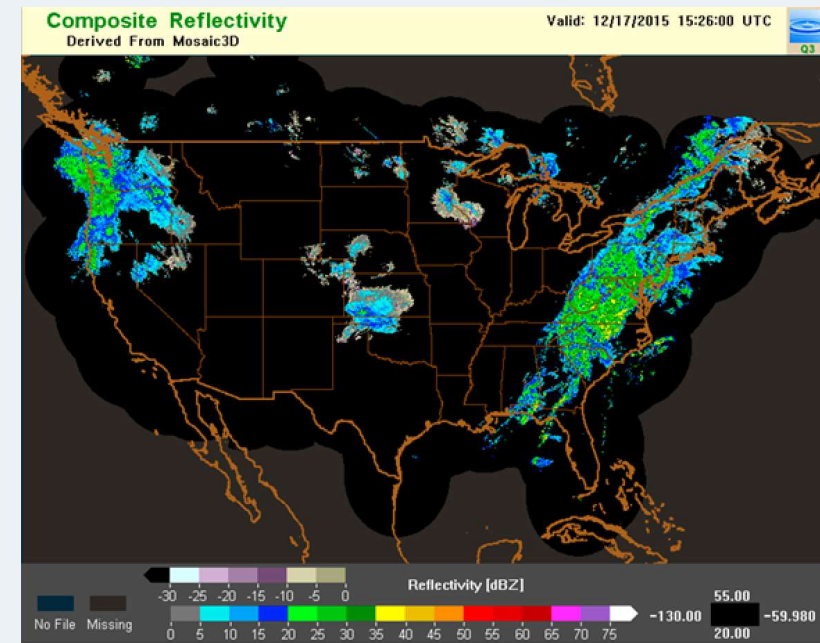 Composite Reflectivity
Derived From Mosaic3D
Valid: 12/17/2015 15:26:00 UTC
Q3
-30 -25 -20 -15 -10 -5 0
Reflectivity [dBZ]
No File Missing
0 5 10 15 20 25 30 35 40 45 50 55 60 65 70 75
55.00
-130.00 -59.980
20.00